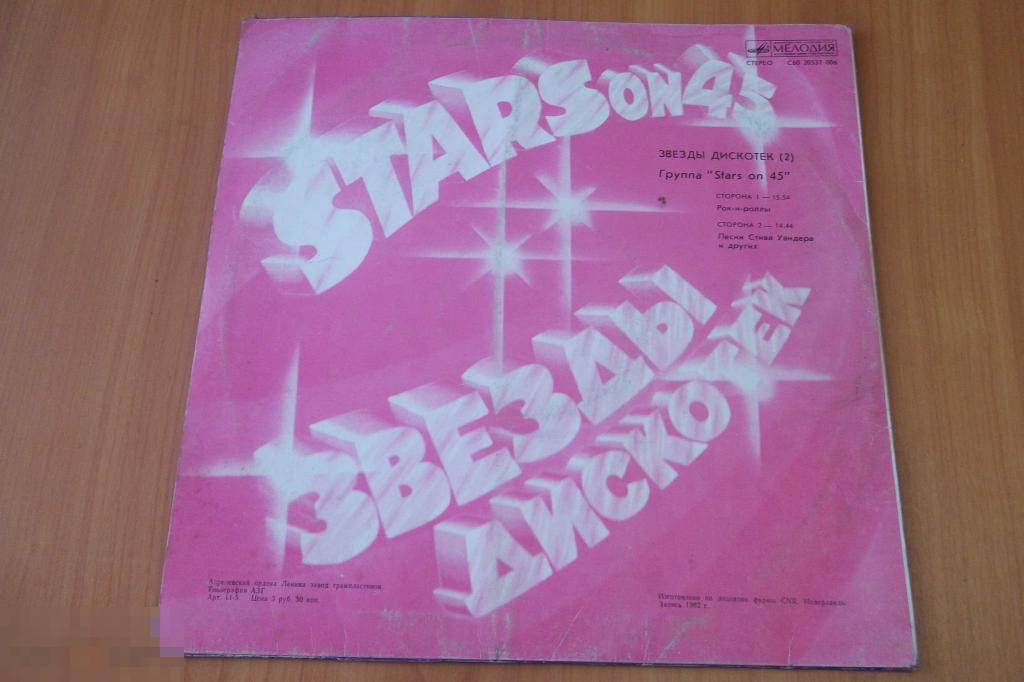 МЕЛОДИЯ
СТЕРЕО С60 20537 006
STARS ON 45
ЗВЕЗДЫ ДИСКОТЕК (2)
Группа "Stars on 45"
СТОРОНА 1 — 15.54
Рок-н-роллы
СТОРОНА 2 — 14.44
Песни Стива Уандера
и других
ЗВЕЗДЫ
ДИСКОТЕК
Апрелевский ордена Ленина завод грампластинок
Типография АЗГ
Арт. 11-5 Цена 3 руб. 50 коп.
Изготовлено по лицензии фирмы CNR, Нидерланды
Запись 1982 г.